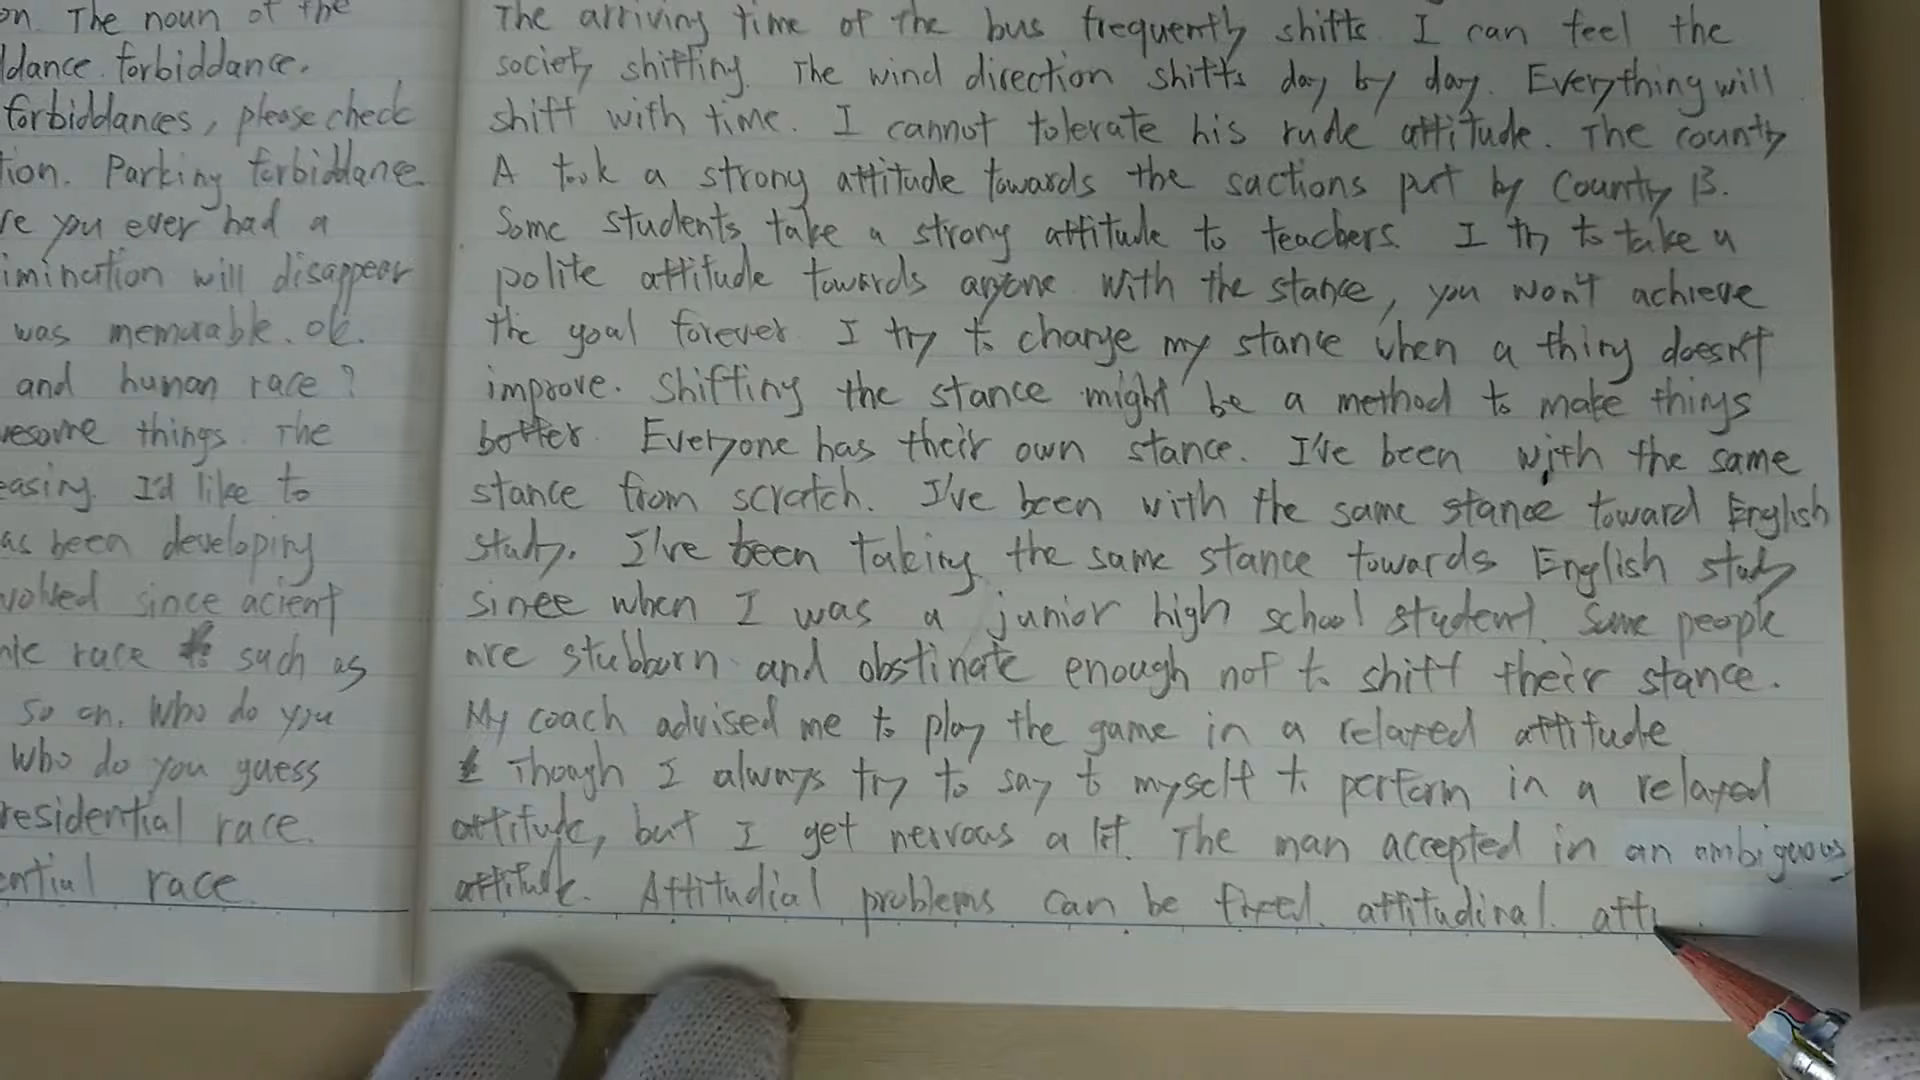 on. The noun of the
dance. forbiddance.
forbiddances, please check
tion. Parking forbiddance.
ve you ever had a
imination will disappear
was memorable. ok.
and human race?
wesome things. The
easing. I'd like to
as been developing
volved since acient
race such as
so on. Who do you
Who do you guess
residential race.
ential race.
The arriving time of the bus frequently shifts. I can feel the
society shifting. The wind direction shifts day by day. Everything will
shift with time. I cannot tolerate his rude attitude. The county
A took a strong attitude towards the sactions put by County B.
Some students take a strong attitude to teachers. I try to take a
polite attitude towards anyone. With the stance, you won't achieve
the goal forever. I try to change my stance when a thing doesn't
improve. Shifting the stance might be a method to make things
better. Everyone has their own stance. I've been with the same
stance from scratch. I've been with the same stance toward English
study. I've been taking the same stance towards English study
since when I was a junior high school student. Some people
are stubborn and obstinate enough not to shift their stance.
My coach advised me to play the game in a relaxed attitude.
Though I always try to say to myself to perform in a relaxed
attitude, but I get nervous a lot. The man accepted in an ambiguous
attitude. Attitudial problems can be fixed. attitudinal. atti